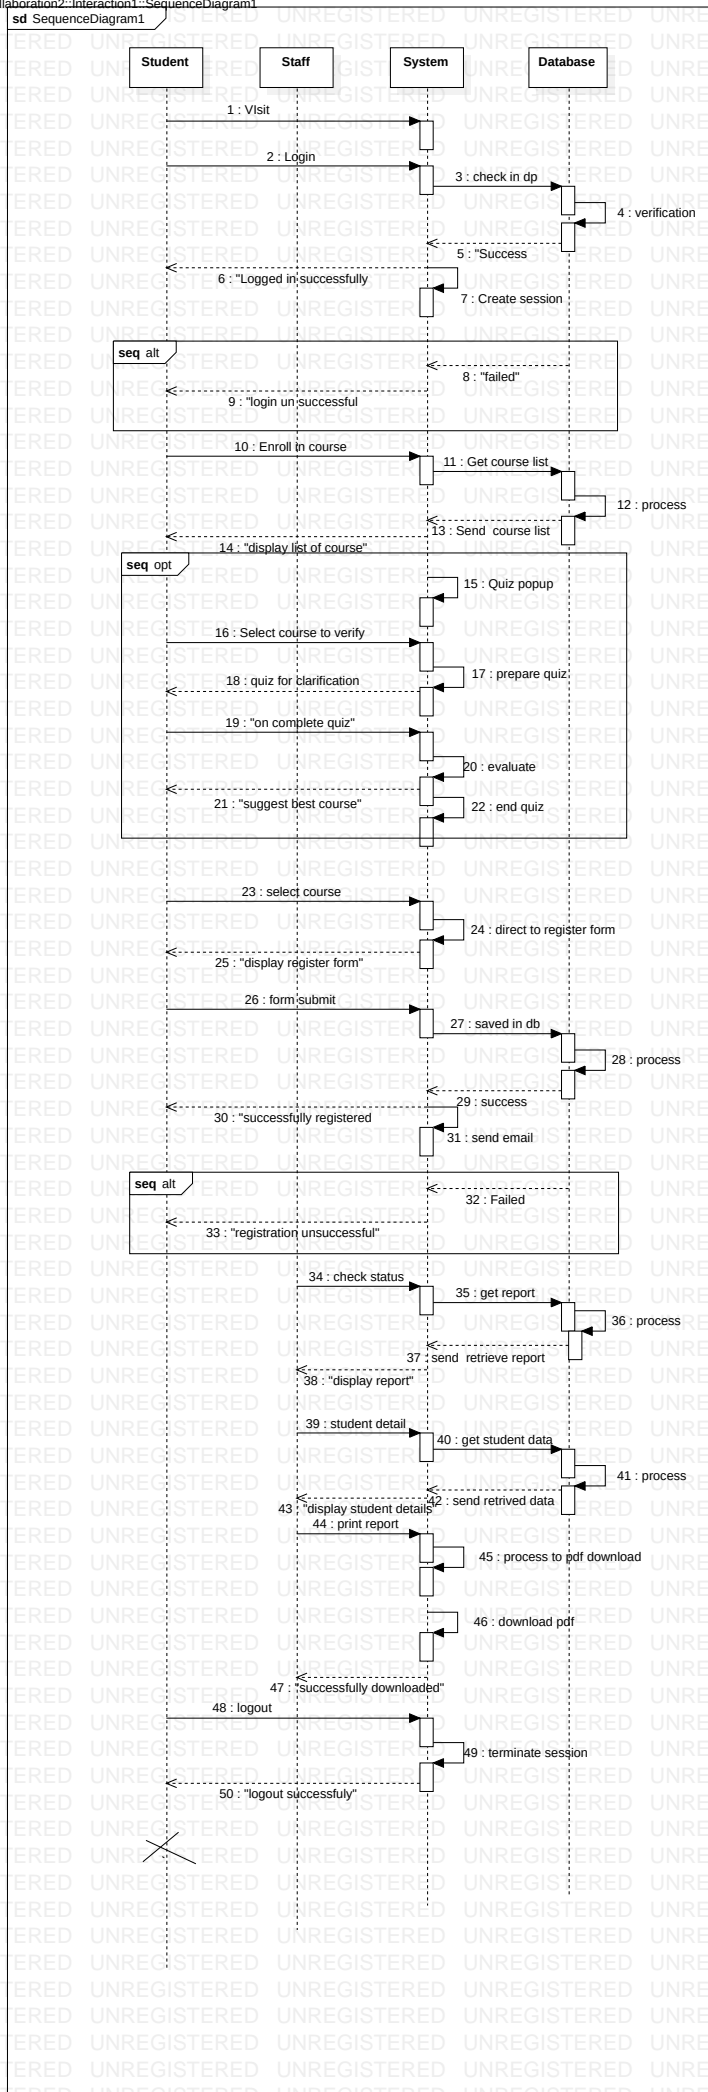 llaboration2::Interaction1::SequenceDiagram1
sd SequenceDiagram1
Student
Staff
System
Database
1 : VIsit
2 : Login
3 : check in dp
4 : verification
5 : "Success
6 : "Logged in successfully
7 : Create session
seq alt
8 : "failed"
9 : "login un successful
10 : Enroll in course
11 : Get course list
12 : process
13 : Send  course list
14 : "display list of course"
seq opt
15 : Quiz popup
16 : Select course to verify
17 : prepare quiz
18 : quiz for clarification
19 : "on complete quiz"
20 : evaluate
21 : "suggest best course"
22 : end quiz
23 : select course
24 : direct to register form
25 : "display register form"
26 : form submit
27 : saved in db
28 : process
29 : success
30 : "successfully registered
31 : send email
seq alt
32 : Failed
33 : "registration unsuccessful"
34 : check status
35 : get report
36 : process
37 : send  retrieve report
38 : "display report"
39 : student detail
40 : get student data
41 : process
42 : send retrived data
43 : "display student details"
44 : print report
45 : process to pdf download
46 : download pdf
47 : "successfully downloaded"
48 : logout
49 : terminate session
50 : "logout successfuly"
UNREGISTERED